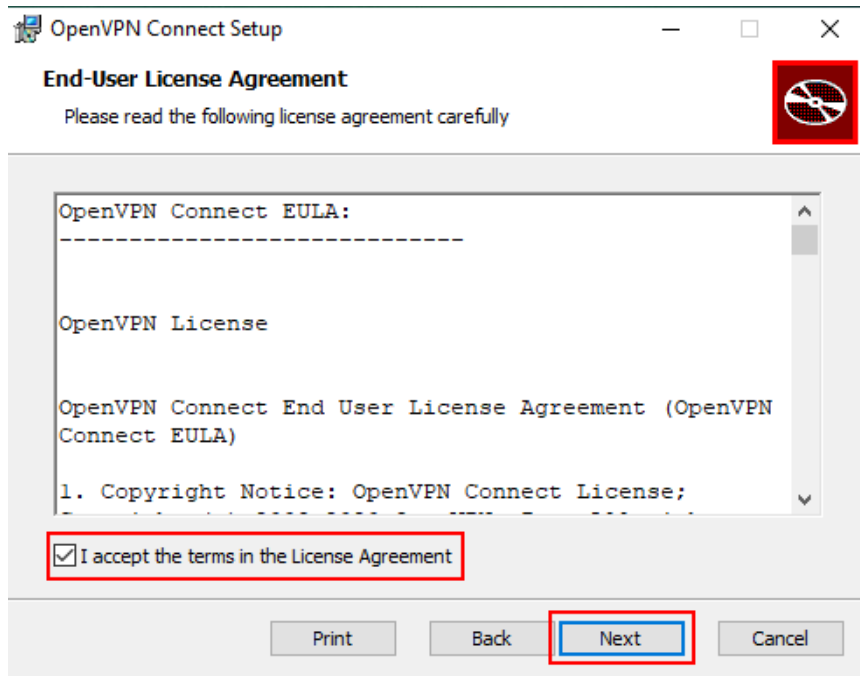 OpenVPN Connect Setup
End-User License Agreement
Please read the following license agreement carefully
OpenVPN Connect EULA:
-----------------------------
OpenVPN License
OpenVPN Connect End User License Agreement (OpenVPN
Connect EULA)
1. Copyright Notice: OpenVPN Connect License;
I accept the terms in the License Agreement
Print
Back
Next
Cancel